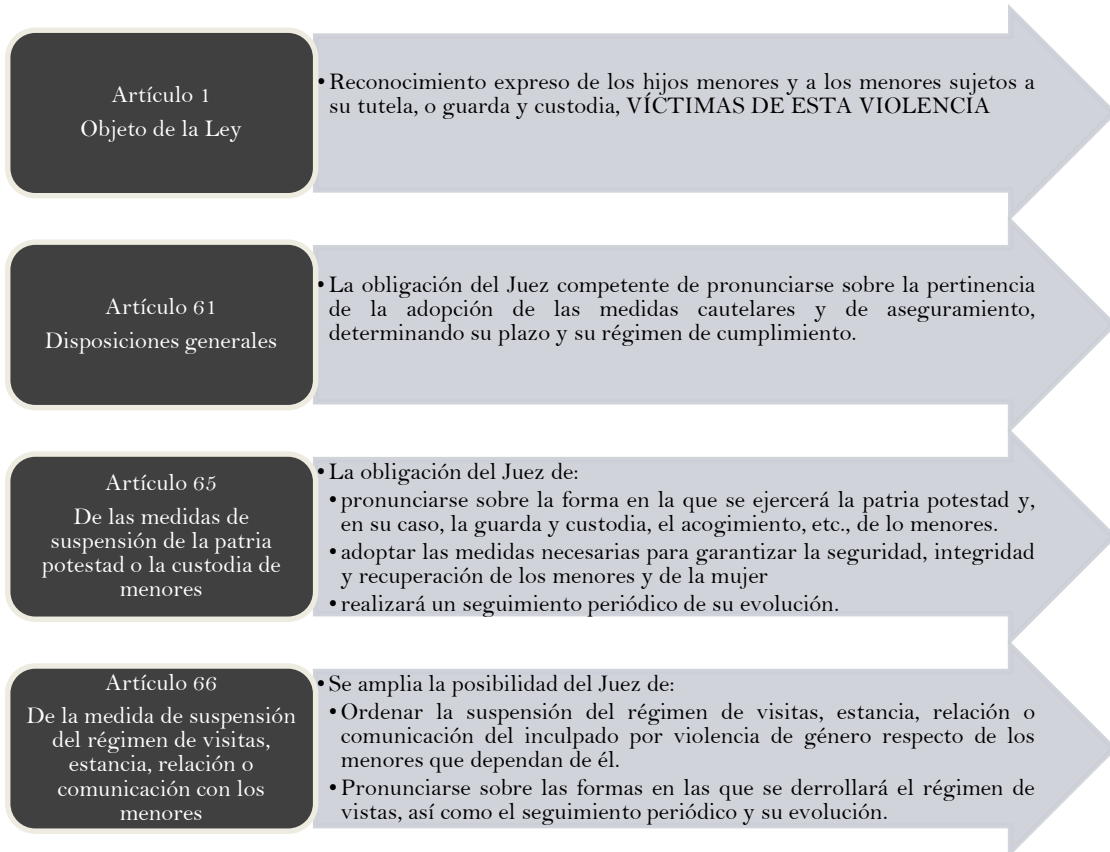 Artículo 1
Objeto de la Ley
• Reconocimiento expreso de los hijos menores y a los menores sujetos a
su tutela, o guarda y custodia, VÍCTIMAS DE ESTA VIOLENCIA
Artículo 61
Disposiciones generales
• La obligación del Juez competente de pronunciarse sobre la pertinencia
de la adopción de las medidas cautelares y de aseguramiento,
determinando su plazo y su régimen de cumplimiento.
Artículo 65
De las medidas de
suspensión de la patria
potestad o la custodia de
menores
• La obligación del Juez de:
• pronunciarse sobre la forma en la que se ejercerá la patria potestad y,
en su caso, la guarda y custodia, el acogimiento, etc., de lo menores.
• adoptar las medidas necesarias para garantizar la seguridad, integridad
y recuperación de los menores y de la mujer
• realizará un seguimiento periódico de su evolución.
Artículo 66
De la medida de suspensión
del régimen de visitas,
estancia, relación o
comunicación con los
menores
• Se amplia la posibilidad del Juez de:
• Ordenar la suspensión del régimen de visitas, estancia, relación o
comunicación del inculpado por violencia de género respecto de los
menores que dependan de él.
• Pronunciarse sobre las formas en las que se derrollará el régimen de
vistas, así como el seguimiento periódico y su evolución.